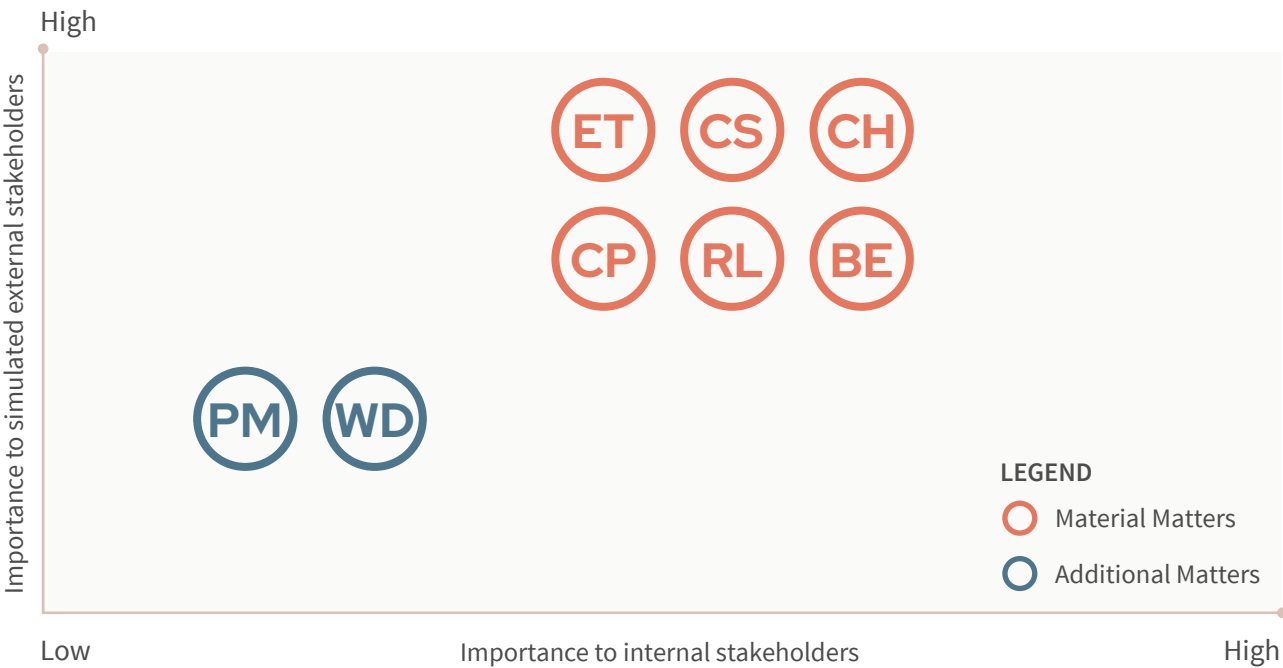 High
Importance to simulated external stakeholders
ET CS CH
CP RL BE
PM WD
LEGEND
Material Matters
Additional Matters
Low
Importance to internal stakeholders
High